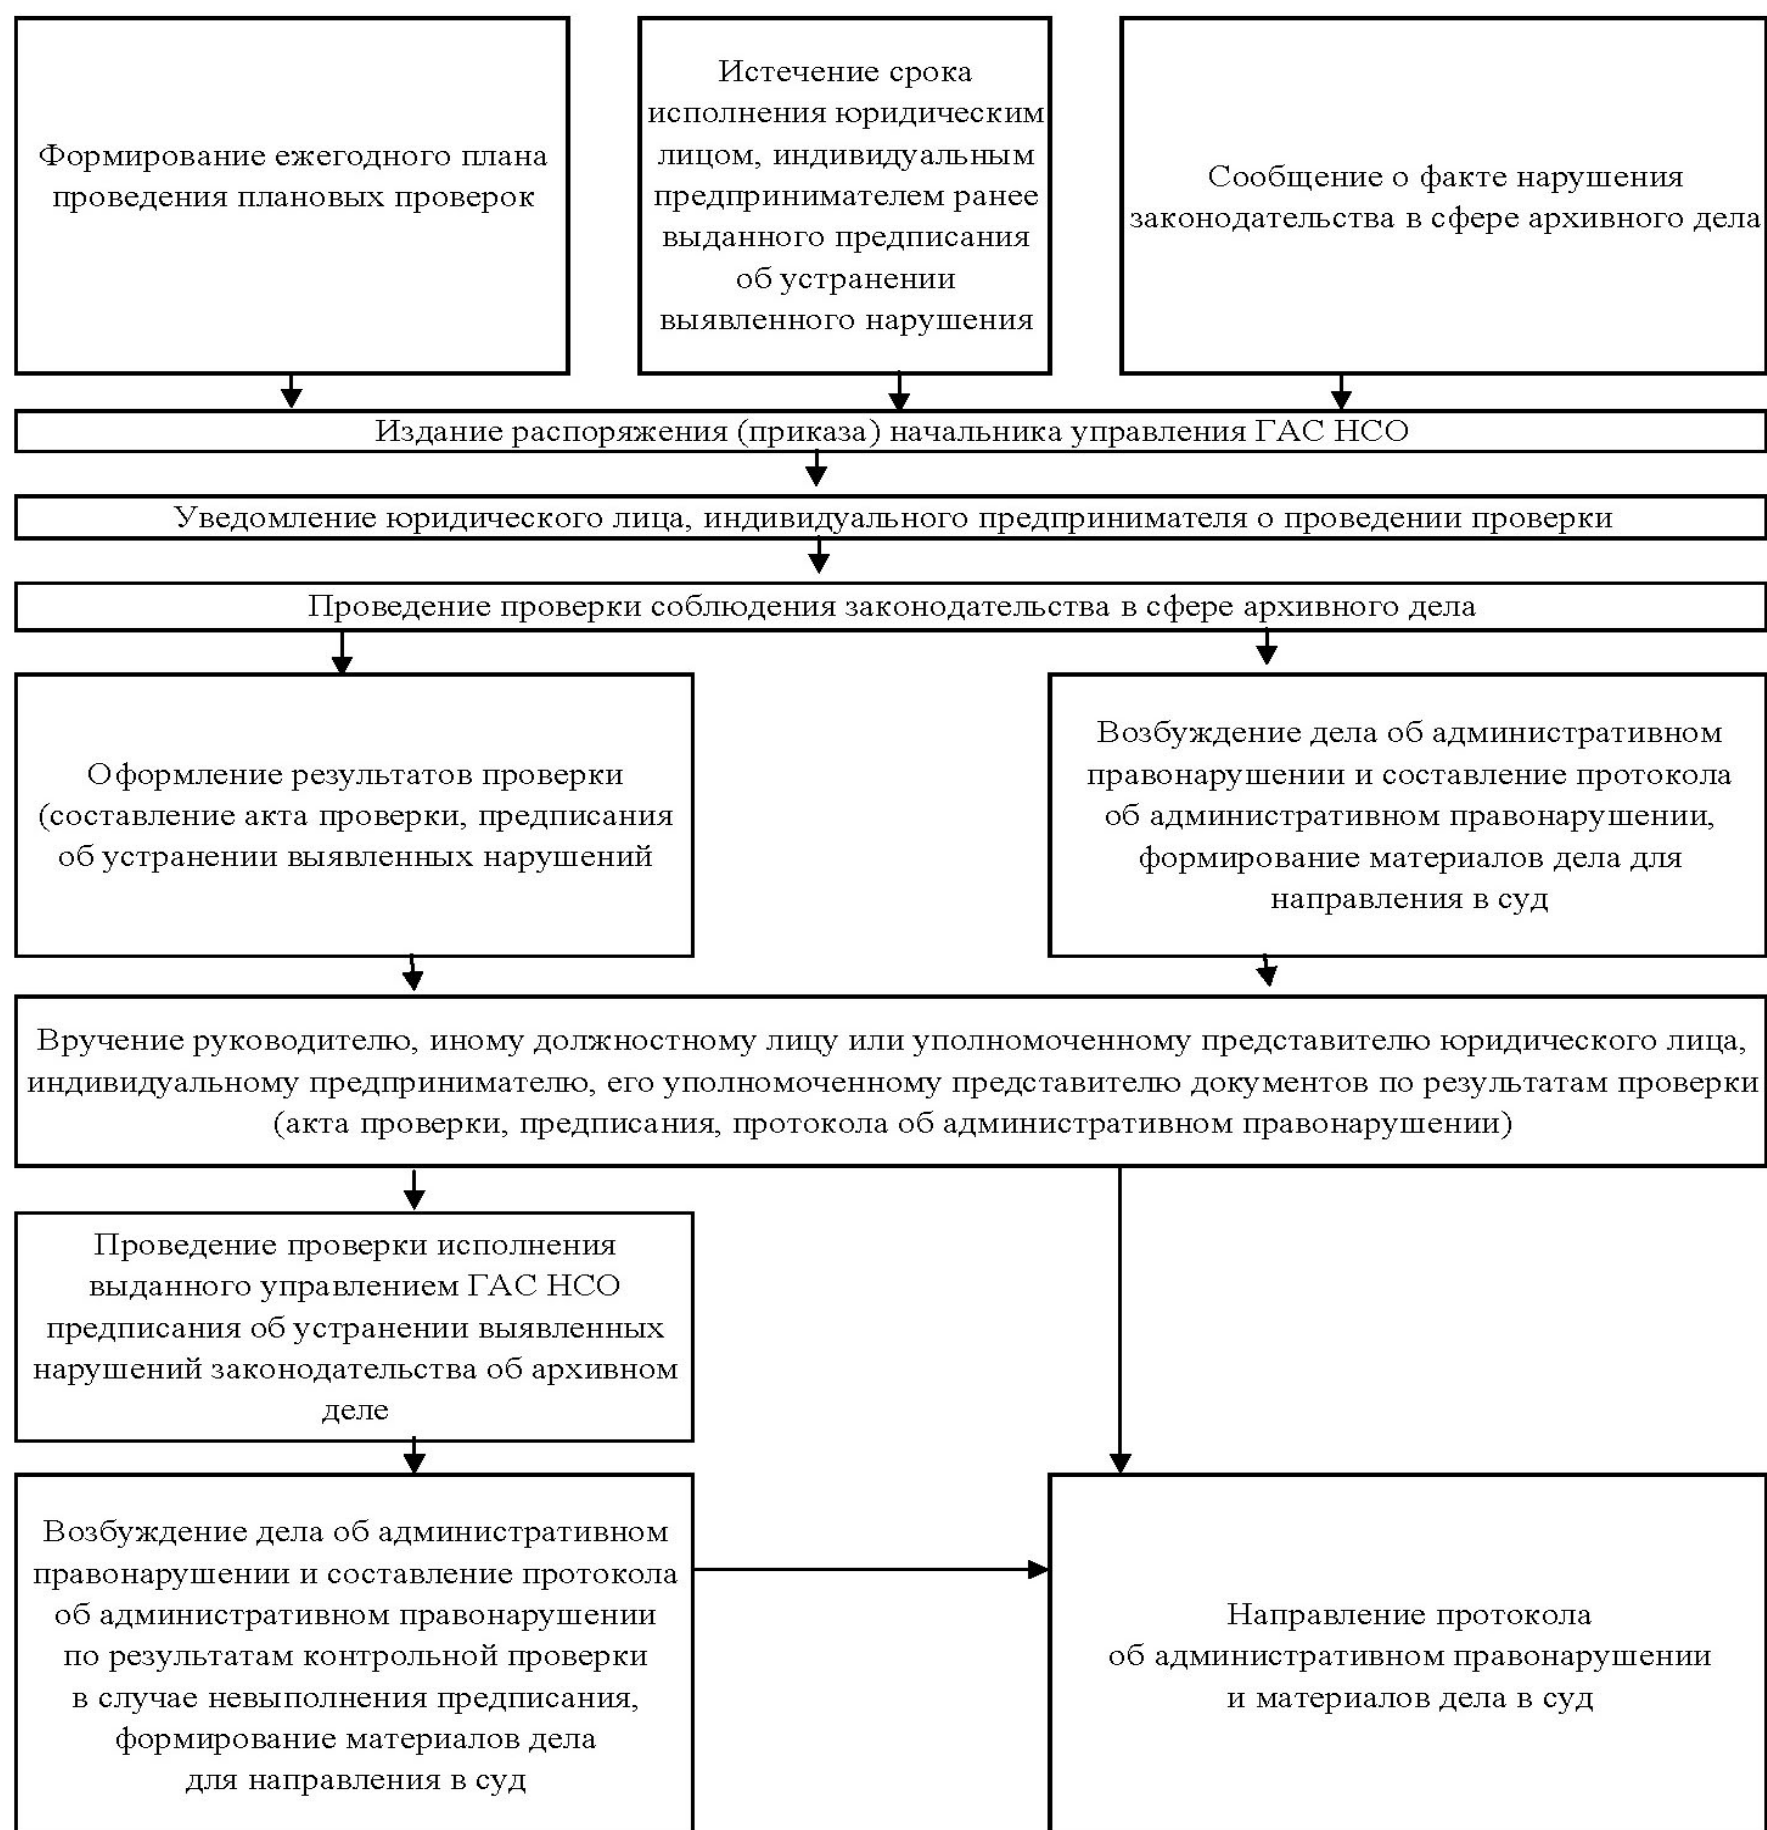 Формирование ежегодного плана
проведения плановых проверок
Истечение срока
исполнения юридическим
лицом, индивидуальным
предпринимателем ранее
выданного предписания
об устранении
выявленного нарушения
Сообщение о факте нарушения
законодательства в сфере архивного дела
Издание распоряжения (приказа) начальника управления ГАС НСО
Уведомление юридического лица, индивидуального предпринимателя о проведении проверки
Проведение проверки соблюдения законодательства в сфере архивного дела
Оформление результатов проверки
(составление акта проверки, предписания
об устранении выявленных нарушений
Возбуждение дела об административном
правонарушении и составление протокола
об административном правонарушении,
формирование материалов дела для
направления в суд
Вручение руководителю, иному должностному лицу или уполномоченному представителю юридического лица,
индивидуальному предпринимателю, его уполномоченному представителю документов по результатам проверки
(акта проверки, предписания, протокола об административном правонарушении)
Проведение проверки исполнения
выданного управлением ГАС НСО
предписания об устранении выявленных
нарушений законодательства об архивном
деле
Возбуждение дела об административном
правонарушении и составление протокола
об административном правонарушении
по результатам контрольной проверки
в случае невыполнения предписания,
формирование материалов дела
для направления в суд
Направление протокола
об административном правонарушении
и материалов дела в суд